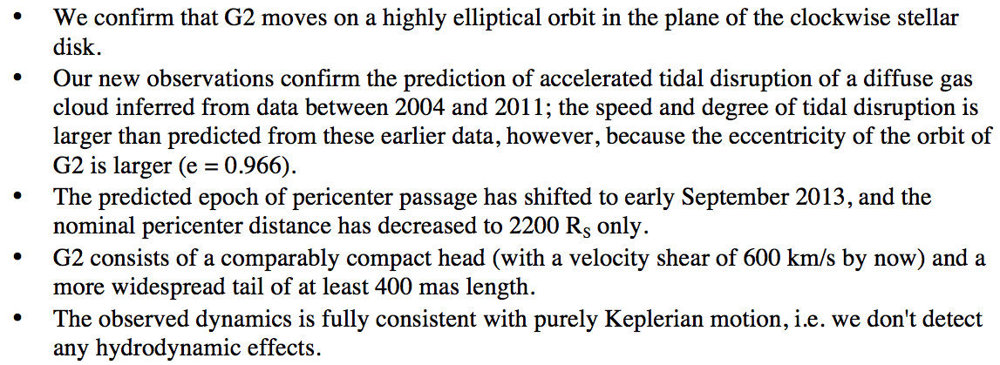 • We confirm that G2 moves on a highly elliptical orbit in the plane of the clockwise stellar
disk.
• Our new observations confirm the prediction of accelerated tidal disruption of a diffuse gas
cloud inferred from data between 2004 and 2011; the speed and degree of tidal disruption is
larger than predicted from these earlier data, however, because the eccentricity of the orbit of
G2 is larger (e = 0.966).
• The predicted epoch of pericenter passage has shifted to early September 2013, and the
nominal pericenter distance has decreased to 2200 RS only.
• G2 consists of a comparably compact head (with a velocity shear of 600 km/s by now) and a
more widespread tail of at least 400 mas length.
• The observed dynamics is fully consistent with purely Keplerian motion, i.e. we don't detect
any hydrodynamic effects.